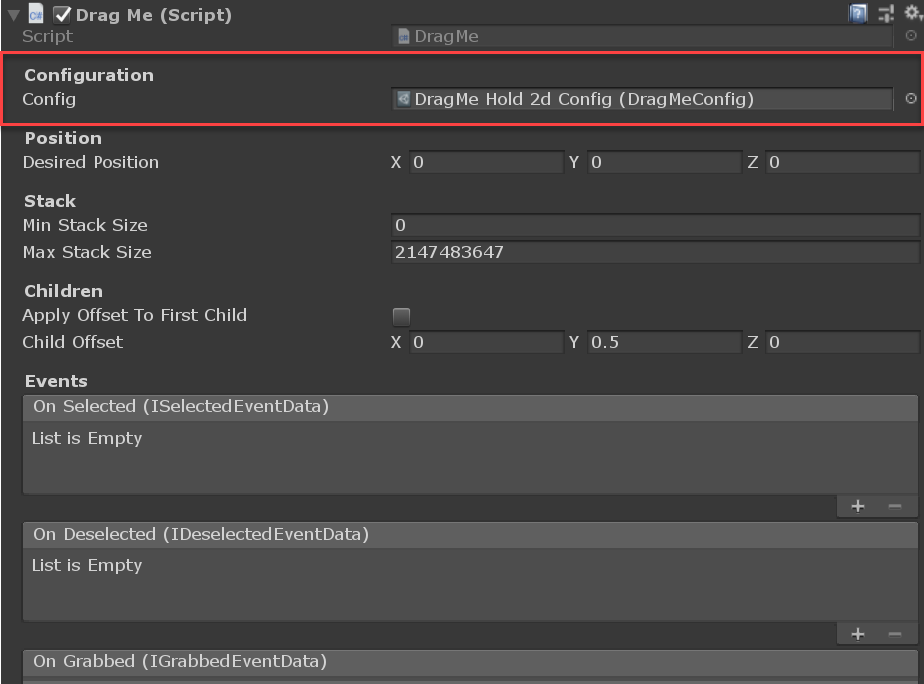 Drag Me (Script)
Script DragMe
Configuration
Config DragMe Hold 2d Config (DragMeConfig)
Position
Desired Position X 0 Y 0 Z 0
Stack
Min Stack Size 0
Max Stack Size 2147483647
Children
Apply Offset To First Child
Child Offset X 0 Y 0.5 Z 0
Events
On Selected (ISelectedEventData)
List is Empty
+ −
On Deselected (IDeselectedEventData)
List is Empty
+ −
On Grabbed (IGrabbedEventData)